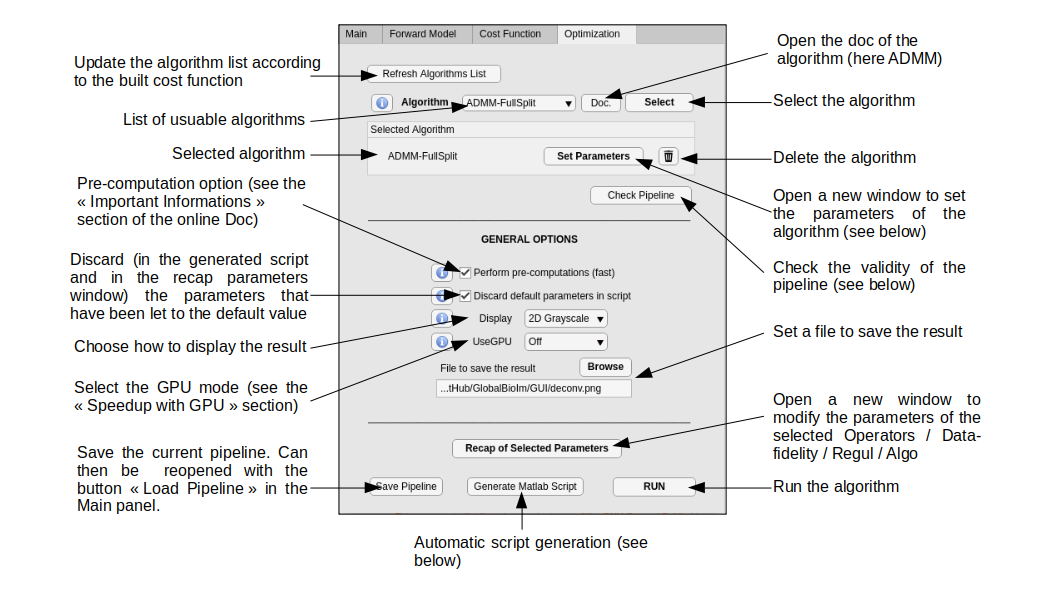 Main
Forward Model
Cost Function
Optimization
Update the algorithm list according
to the built cost function
Refresh Algorithms List
Open the doc of the
algorithm (here ADMM)
Algorithm
ADMM-FullSplit
Doc.
Select
Select the algorithm
List of usuable algorithms
Selected Algorithm
Selected algorithm
ADMM-FullSplit
Set Parameters
Delete the algorithm
Pre-computation option (see the
« Important Informations »
section of the online Doc)
Check Pipeline
Open a new window to set
the parameters of the
algorithm (see below)
GENERAL OPTIONS
Discard (in the generated script
and in the recap parameters
window) the parameters that
have been let to the default value
Perform pre-computations (fast)
Check the validity of the
pipeline (see below)
Discard default parameters in script
Display
2D Grayscale
Choose how to display the result
UseGPU
Off
Set a file to save the result
File to save the result
Browse
Select the GPU mode (see the
« Speedup with GPU » section)
...tHub/GlobalBioIm/GUI/deconv.png
Open a new window to
modify the parameters of the
selected Operators / Data-
fidelity / Regul / Algo
Recap of Selected Parameters
Save the current pipeline. Can
then be reopened with the
button « Load Pipeline » in the
Main panel.
Save Pipeline
Generate Matlab Script
RUN
Run the algorithm
Automatic script generation (see
below)